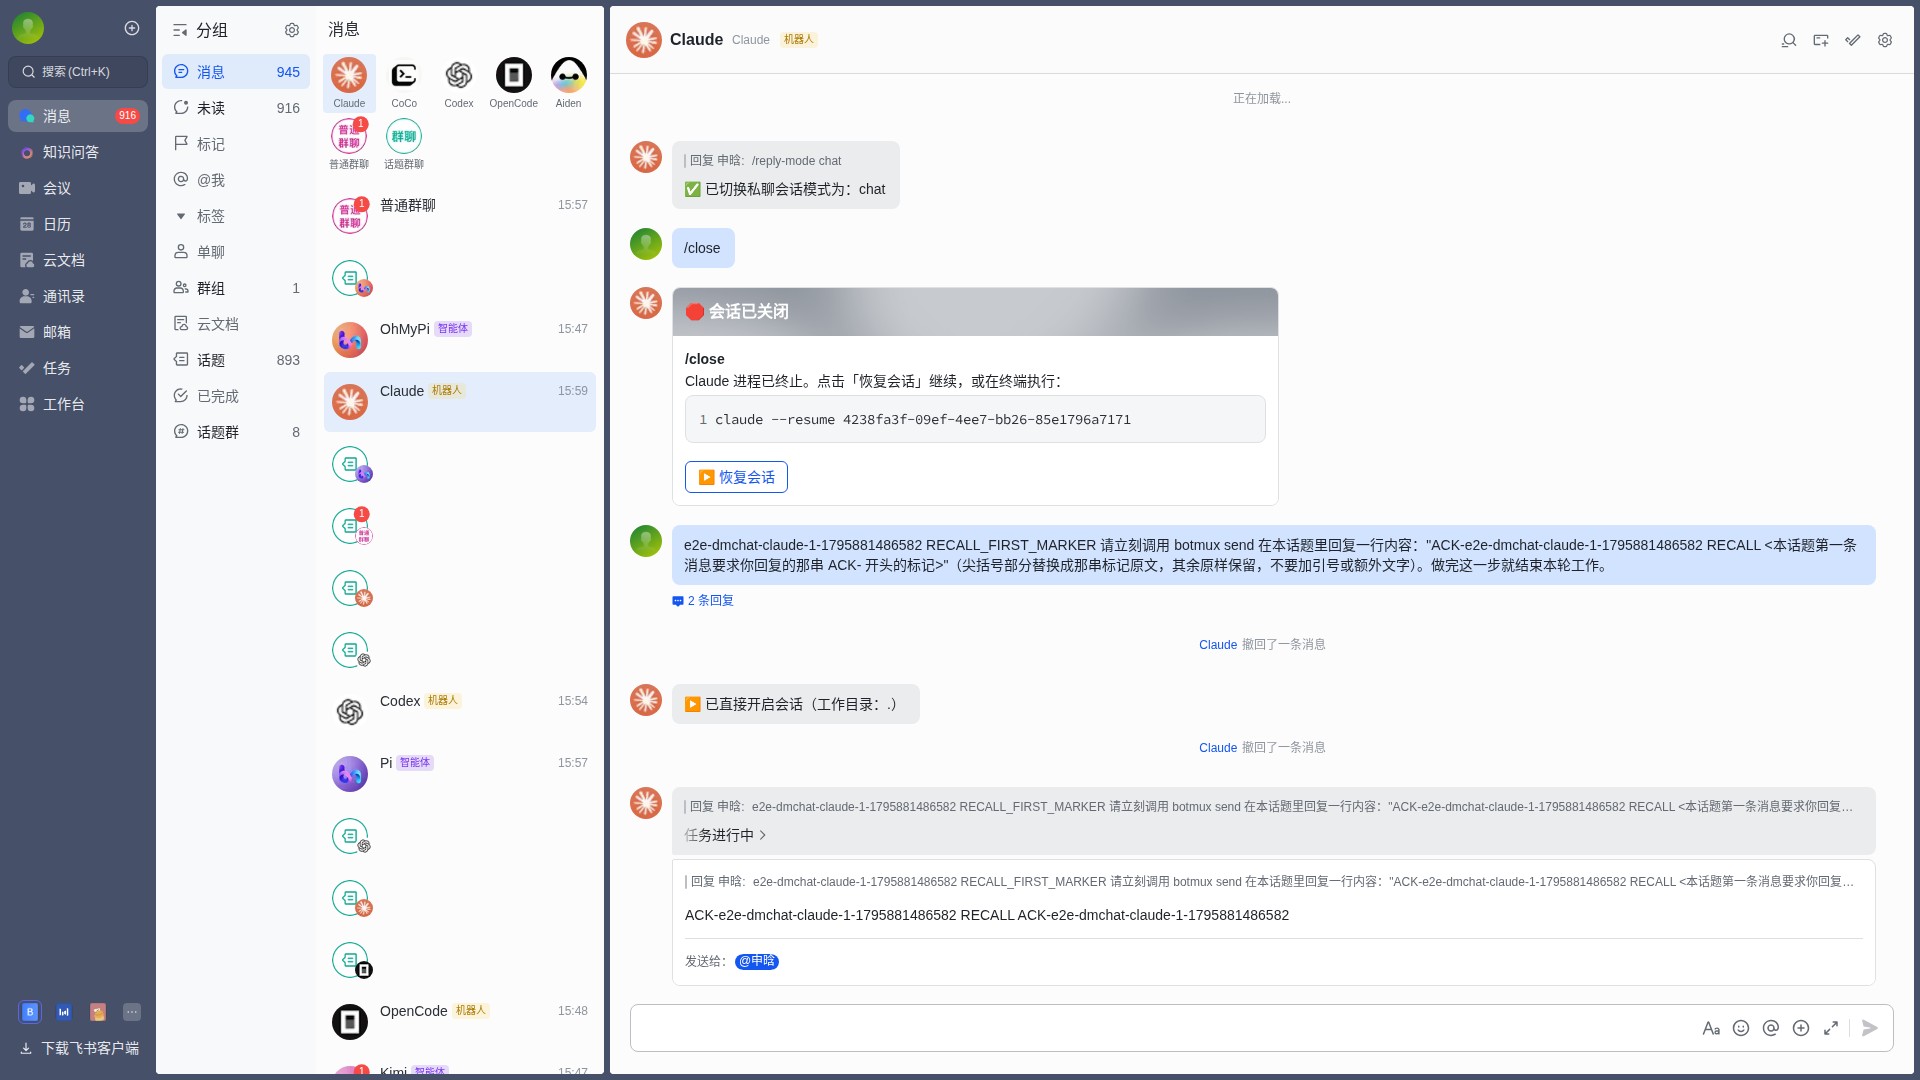 搜索 (Ctrl+K)
消息
916
知识问答
会议
日历
云文档
通讯录
邮箱
任务
工作台
下载飞书客户端
分组
消息 945
未读 916
标记
@我
标签
单聊
群组 1
云文档
话题 893
已完成
话题群 8
消息
Claude
CoCo
Codex
OpenCode
Aiden
1
普通群聊
群聊
话题群聊
普通群聊 15:57
1
OhMyPi 智能体 15:47
Claude 机器人 15:59
1
Codex 机器人 15:54
Pi 智能体 15:57
OpenCode 机器人 15:48
Kimi 智能体 15:47
1
Claude Claude 机器人
正在加载...
回复 申晗：/reply-mode chat
✅ 已切换私聊会话模式为：chat
/close
🛑 会话已关闭
/close
Claude 进程已终止。点击「恢复会话」继续，或在终端执行：
1 claude --resume 4238fa3f-09ef-4ee7-bb26-85e1796a7171
▶️ 恢复会话
e2e-dmchat-claude-1-1795881486582 RECALL_FIRST_MARKER 请立刻调用 botmux send 在本话题里回复一行内容："ACK-e2e-dmchat-claude-1-1795881486582 RECALL <本话题第一条
消息要求你回复的那串 ACK- 开头的标记>"（尖括号部分替换成那串标记原文，其余原样保留，不要加引号或额外文字）。做完这一步就结束本轮工作。
2 条回复
Claude 撤回了一条消息
▶️ 已直接开启会话（工作目录：.）
Claude 撤回了一条消息
回复 申晗：e2e-dmchat-claude-1-1795881486582 RECALL_FIRST_MARKER 请立刻调用 botmux send 在本话题里回复一行内容："ACK-e2e-dmchat-claude-1-1795881486582 RECALL <本话题第一条消息要求你回复…
任务进行中
回复 申晗：e2e-dmchat-claude-1-1795881486582 RECALL_FIRST_MARKER 请立刻调用 botmux send 在本话题里回复一行内容："ACK-e2e-dmchat-claude-1-1795881486582 RECALL <本话题第一条消息要求你回复…
ACK-e2e-dmchat-claude-1-1795881486582 RECALL ACK-e2e-dmchat-claude-1-1795881486582
发送给：@申晗